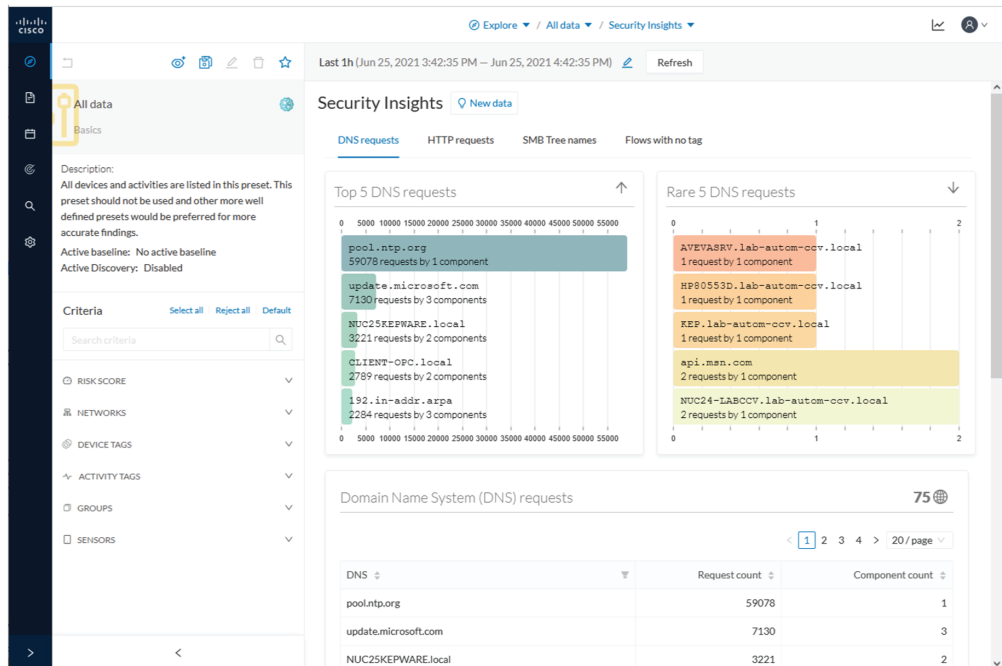 CISCO
Explore / All data / Security Insights
Last 1h (Jun 25, 2021 3:42:35 PM — Jun 25, 2021 4:42:35 PM) Refresh
All data
Basics
Description:
All devices and activities are listed in this preset. This
preset should not be used and other more well
defined presets would be preferred for more
accurate findings.
Active baseline: No active baseline
Active Discovery: Disabled
Criteria Select all Reject all Default
Search criteria
RISK SCORE
NETWORKS
DEVICE TAGS
ACTIVITY TAGS
GROUPS
SENSORS
Security Insights New data
DNS requests HTTP requests SMB Tree names Flows with no tag
Top 5 DNS requests
0 5000 10000 15000 20000 25000 30000 35000 40000 45000 50000 55000
pool.ntp.org
59078 requests by 1 component
update.microsoft.com
7130 requests by 3 components
NUC25KEPWARE.local
3221 requests by 2 components
CLIENT-OPC.local
2789 requests by 2 components
192.in-addr.arpa
2284 requests by 3 components
0 5000 10000 15000 20000 25000 30000 35000 40000 45000 50000 55000
Rare 5 DNS requests
0 1 2
AVEVASRV.lab-autom-ccv.local
1 request by 1 component
HP80553D.lab-autom-ccv.local
1 request by 1 component
KEP.lab-autom-ccv.local
1 request by 1 component
api.msn.com
2 requests by 1 component
NUC24-LABCCV.lab-autom-ccv.local
2 requests by 1 component
0 1 2
Domain Name System (DNS) requests 75
< 1 2 3 4 > 20 / page
DNS Request count Component count
pool.ntp.org 59078 1
update.microsoft.com 7130 3
NUC25KEPWARE.local 3221 2